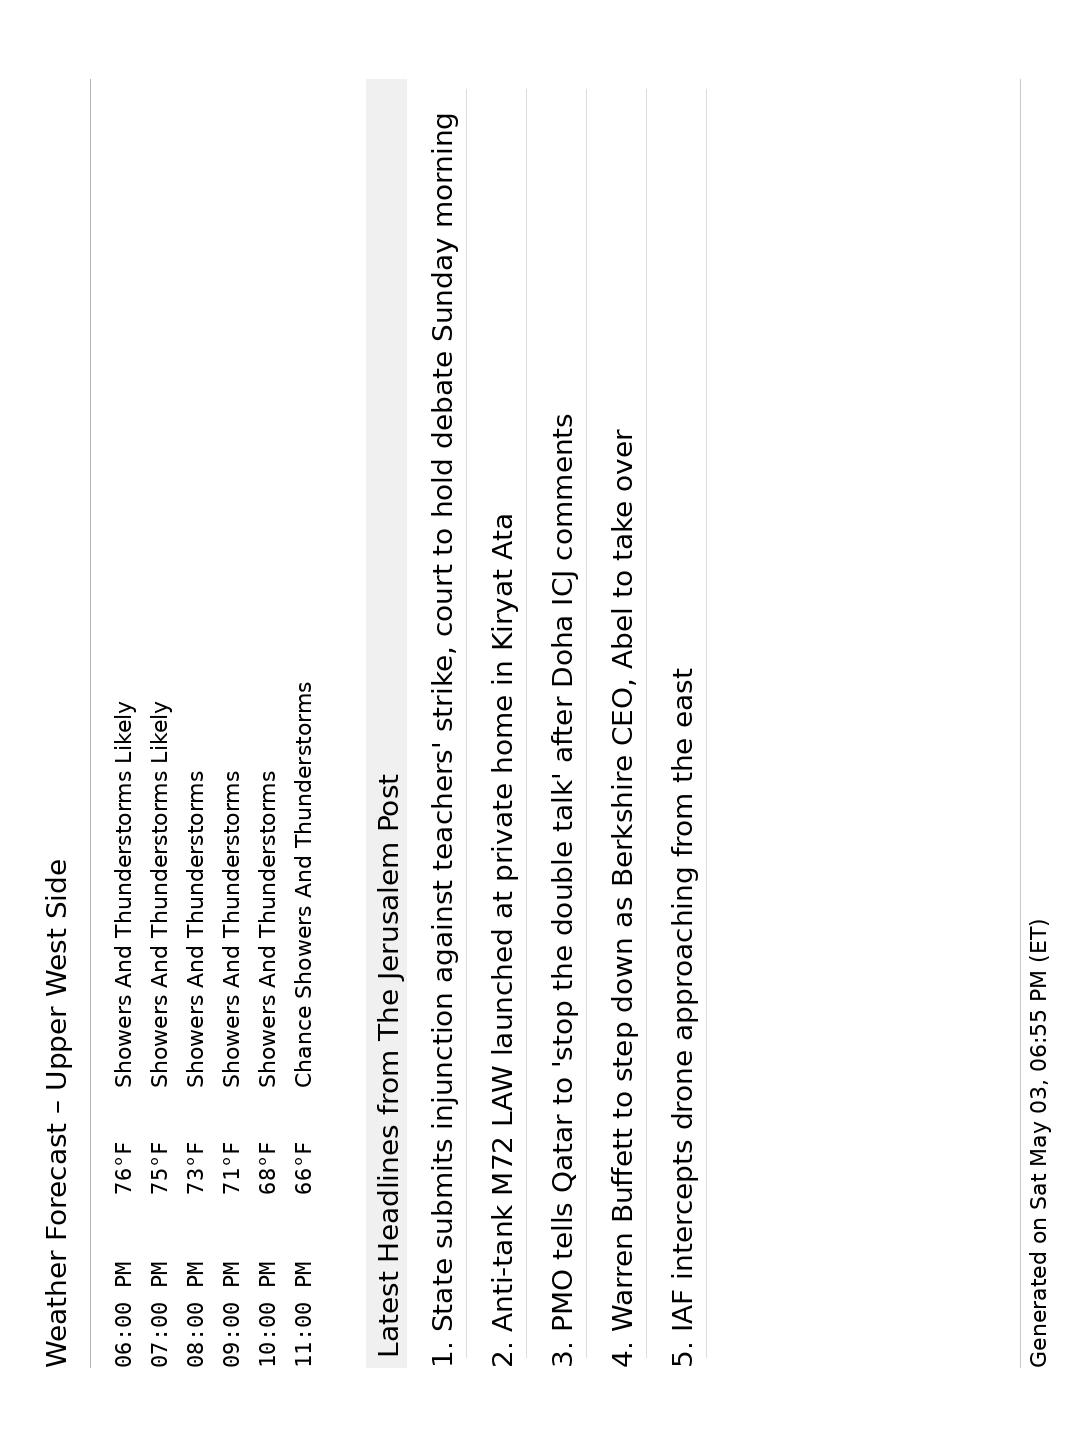 Weather Forecast – Upper West Side
06:00 PM 76°F Showers And Thunderstorms Likely
07:00 PM 75°F Showers And Thunderstorms Likely
08:00 PM 73°F Showers And Thunderstorms
09:00 PM 71°F Showers And Thunderstorms
10:00 PM 68°F Showers And Thunderstorms
11:00 PM 66°F Chance Showers And Thunderstorms
Latest Headlines from The Jerusalem Post
1. State submits injunction against teachers' strike, court to hold debate Sunday morning
2. Anti-tank M72 LAW launched at private home in Kiryat Ata
3. PMO tells Qatar to 'stop the double talk' after Doha ICJ comments
4. Warren Buffett to step down as Berkshire CEO, Abel to take over
5. IAF intercepts drone approaching from the east
Generated on Sat May 03, 06:55 PM (ET)